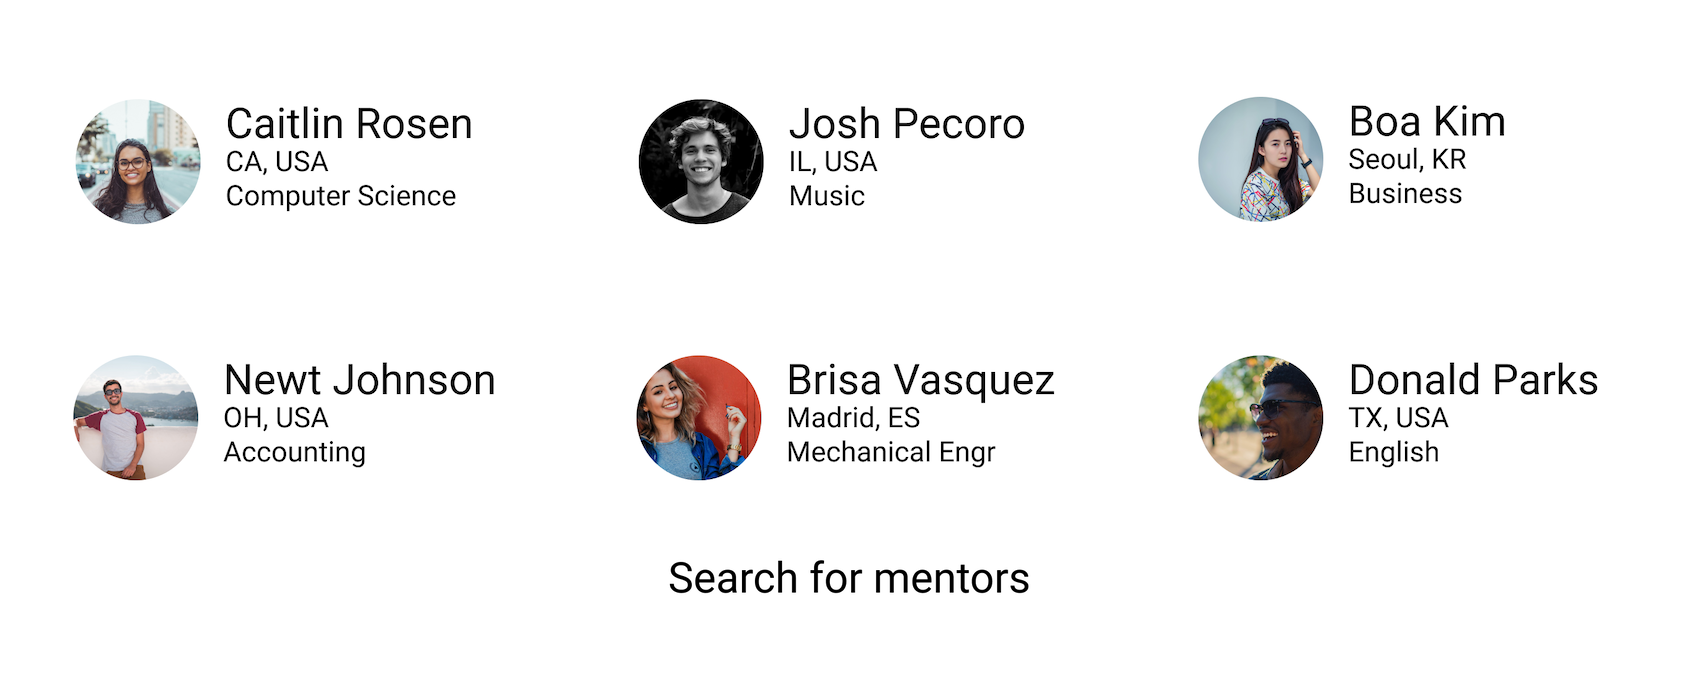 Caitlin Rosen
CA, USA
Computer Science
Josh Pecoro
IL, USA
Music
Boa Kim
Seoul, KR
Business
Newt Johnson
OH, USA
Accounting
Brisa Vasquez
Madrid, ES
Mechanical Engr
Donald Parks
TX, USA
English
Search for mentors